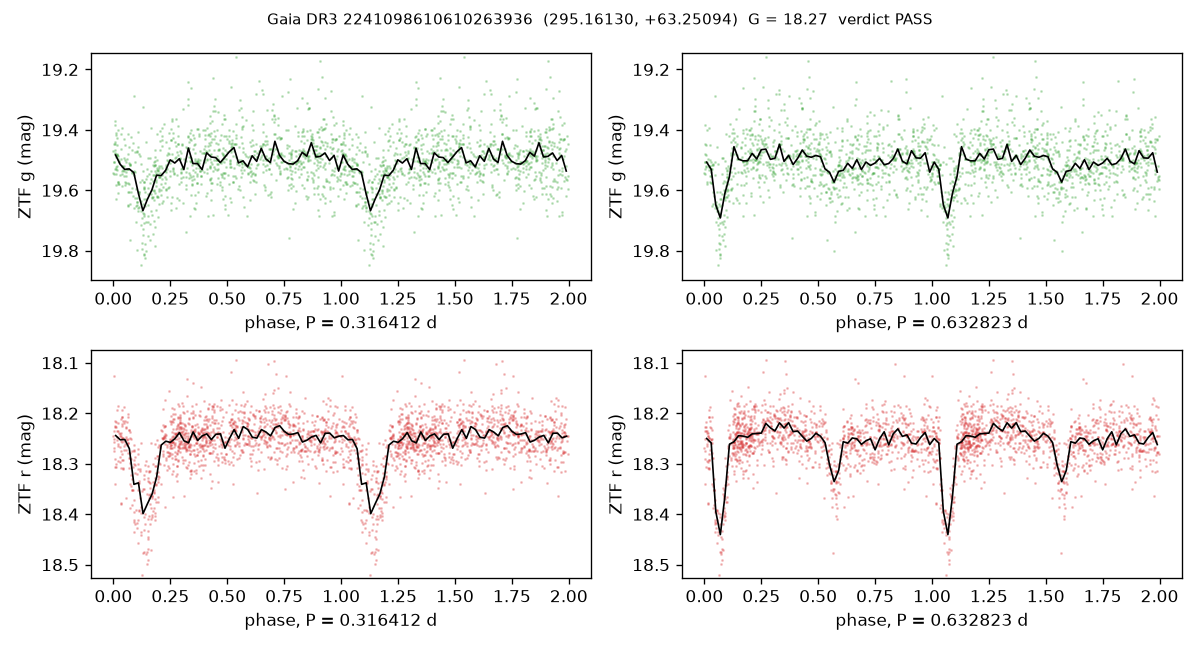 Gaia DR3 2241098610610263936 (295.16130, +63.25094) G = 18.27 verdict PASS
ZTF g (mag)
19.2
19.4
19.6
19.8
0.00 0.25 0.50 0.75 1.00 1.25 1.50 1.75 2.00
phase, P = 0.316412 d
ZTF g (mag)
19.2
19.4
19.6
19.8
0.00 0.25 0.50 0.75 1.00 1.25 1.50 1.75 2.00
phase, P = 0.632823 d
ZTF r (mag)
18.1
18.2
18.3
18.4
18.5
0.00 0.25 0.50 0.75 1.00 1.25 1.50 1.75 2.00
phase, P = 0.316412 d
ZTF r (mag)
18.1
18.2
18.3
18.4
18.5
0.00 0.25 0.50 0.75 1.00 1.25 1.50 1.75 2.00
phase, P = 0.632823 d